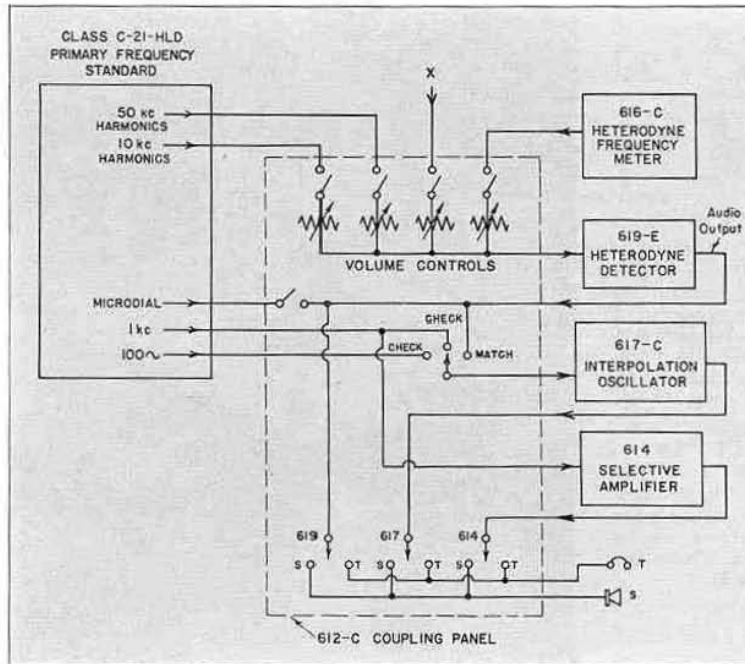 CLASS C-21-HLD
PRIMARY FREQUENCY
STANDARD
50 kc
HARMONICS
10 kc
HARMONICS
X
616-C
HETERODYNE
FREQUENCY
METER
Audio
Output
619-E
HETERODYNE
DETECTOR
VOLUME CONTROLS
MICRODIAL
1 kc
100~
CHECK
CHECK
MATCH
617-C
INTERPOLATION
OSCILLATOR
614
SELECTIVE
AMPLIFIER
619
617
614
S
T
S
T
S
T
T
S
612-C COUPLING PANEL